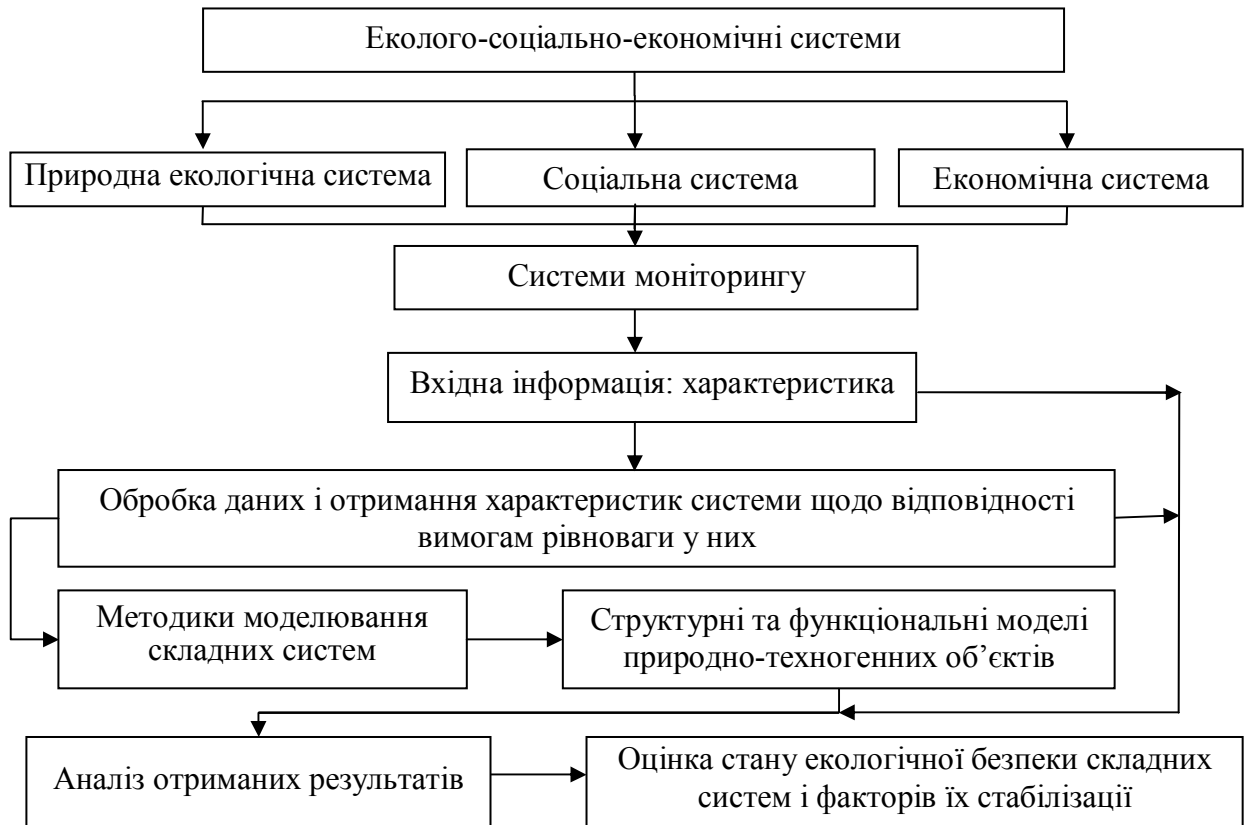 Еколого-соціально-економічні системи
Природна екологічна система
Соціальна система
Економічна система
Системи моніторингу
Вхідна інформація: характеристика
Обробка даних і отримання характеристик системи щодо відповідності
вимогам рівноваги у них
Методики моделювання
складних систем
Структурні та функціональні моделі
природно-техногенних об’єктів
Аналіз отриманих результатів
Оцінка стану екологічної безпеки складних
систем і факторів їх стабілізації